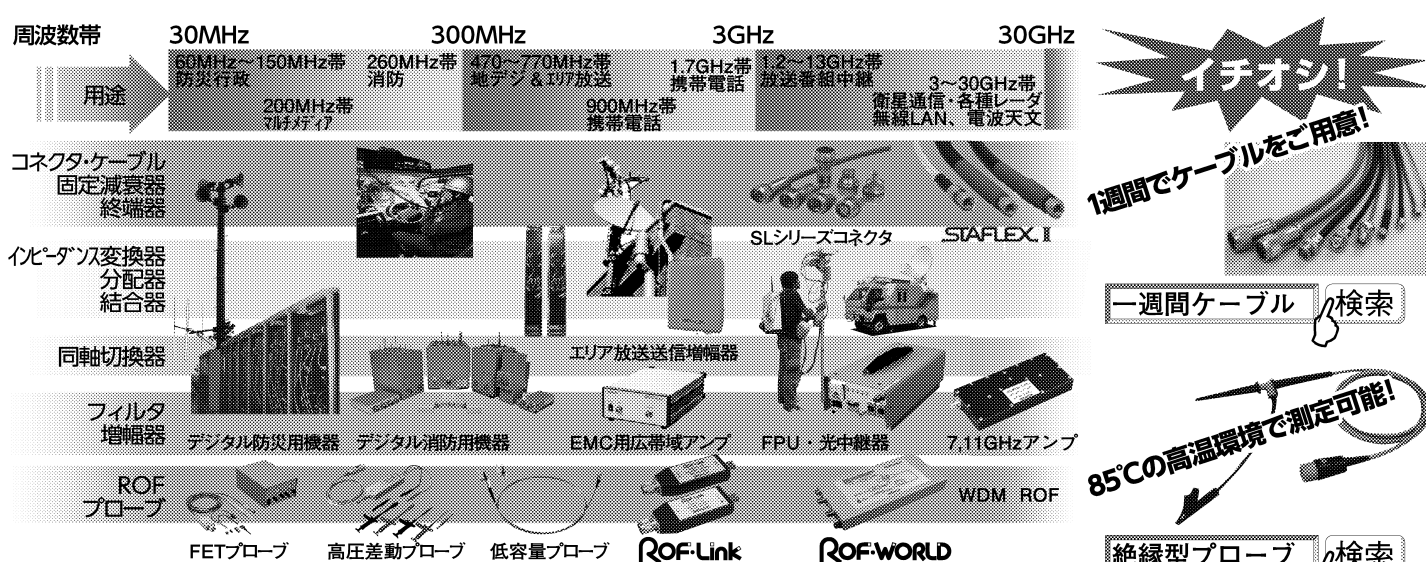 周波数帯 30MHz 300MHz 3GHz 30GHz
用途
60MHz～150MHz帯
防災行政
200MHz帯
マルチメディア
260MHz帯
消防
470～770MHz帯
地デジ＆エリア放送
900MHz帯
携帯電話
1.7GHz帯
携帯電話
1.2～13GHz帯
放送番組中継
3～30GHz帯
衛星通信・各種レーダ
無線LAN、電波天文
コネクタ・ケーブル
固定減衰器
終端器
SLシリーズコネクタ
STAFLEX II
インピーダンス変換器
分配器
結合器
同軸切換器
エリア放送送信増幅器
フィルタ
増幅器
デジタル防災用機器
デジタル消防用機器
EMC用広帯域アンプ
FPU・光中継器
7,11GHzアンプ
ROF
プローブ
WDM ROF
FETプローブ
高圧差動プローブ
低容量プローブ
ROF・Link
ROF・WORLD
イチオシ！
1週間でケーブルをご用意！
一週間ケーブル 検索
85℃の高温環境で測定可能！
絶縁型プローブ 検索